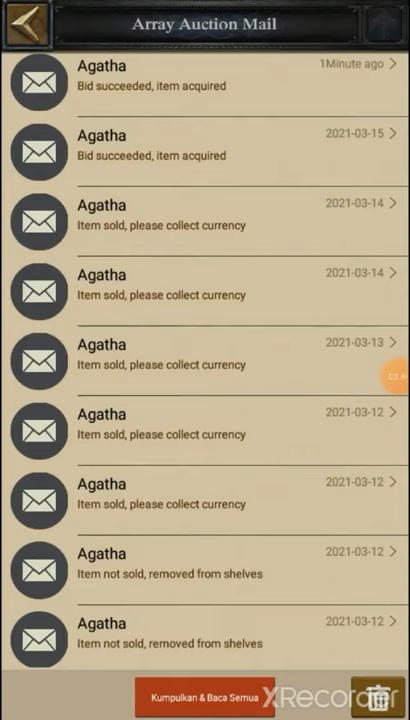 Array Auction Mail
Agatha
1Minute ago
Bid succeeded, item acquired
Agatha
2021-03-15
Bid succeeded, item acquired
Agatha
2021-03-14
Item sold, please collect currency
Agatha
2021-03-14
Item sold, please collect currency
Agatha
2021-03-13
Item sold, please collect currency
Agatha
2021-03-12
Item sold, please collect currency
Agatha
2021-03-12
Item sold, please collect currency
Agatha
2021-03-12
Item not sold, removed from shelves
Agatha
2021-03-12
Item not sold, removed from shelves
Kumpulkan & Baca Semua
XRecorder